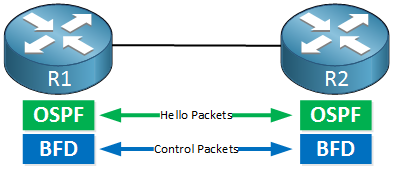 R1
R2
OSPF Hello Packets OSPF
BFD Control Packets BFD